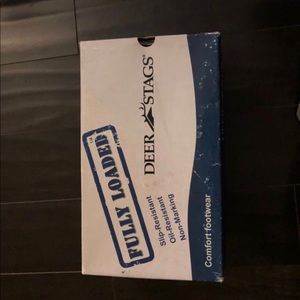 FULLY LOADED
DEER STAGS®
Slip-Resistant
Oil-Resistant
Non-Marking
Comfort footwear